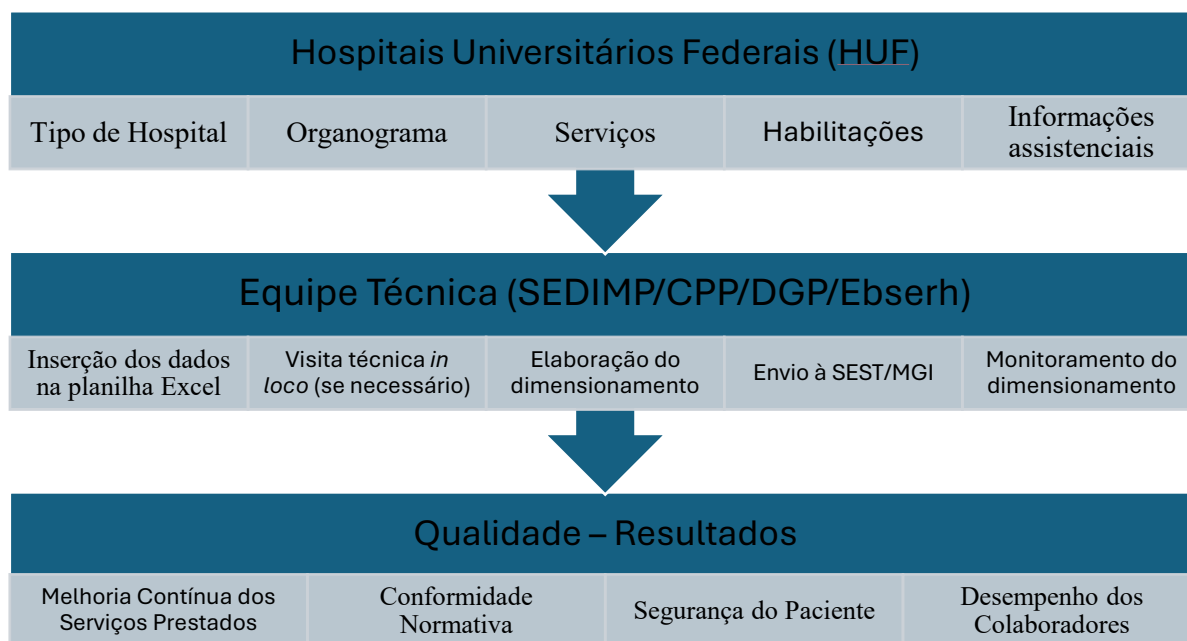 Hospitais Universitários Federais (HUF)
Tipo de Hospital
Organograma
Serviços
Habilitações
Informações
assistenciais
Equipe Técnica (SEDIMP/CPP/DGP/Ebserh)
Inserção dos dados
na planilha Excel
Visita técnica in
loco (se necessário)
Elaboração do
dimensionamento
Envio à SEST/MGI
Monitoramento do
dimensionamento
Qualidade – Resultados
Melhoria Contínua dos
Serviços Prestados
Conformidade
Normativa
Segurança do Paciente
Desempenho dos
Colaboradores